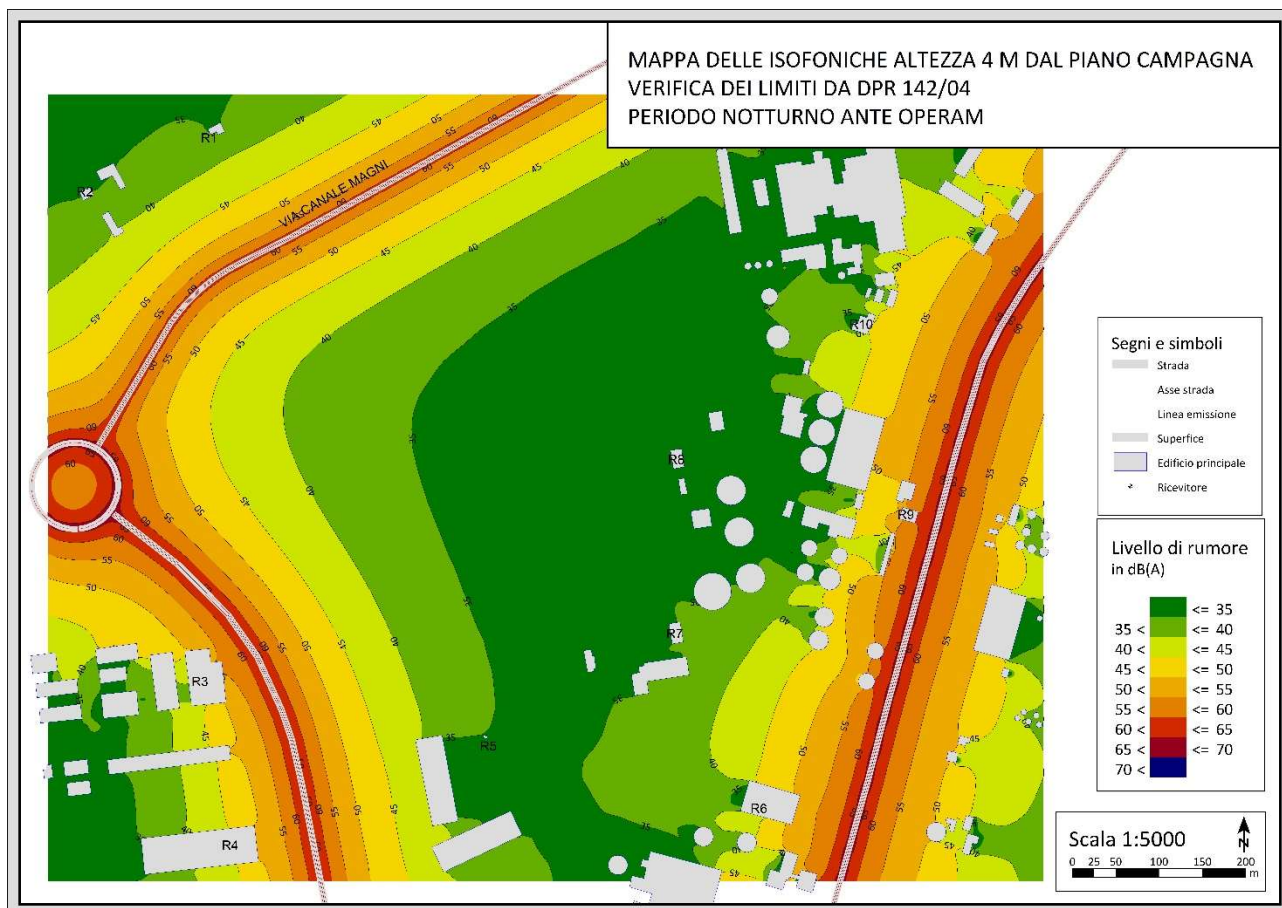 MAPPA DELLE ISOFONICHE ALTEZZA 4 M DAL PIANO CAMPAGNA
VERIFICA DEI LIMITI DA DPR 142/04
PERIODO NOTTURNO ANTE OPERAM
R1
R2
VIA CANALE MAGNI
R10
R8
R9
R7
R3
R5
R6
R4
Segni e simboli
Strada
Asse strada
Linea emissione
Superfice
Edificio principale
Ricevitore
Livello di rumore
in dB(A)
<= 35
35 < <= 40
40 < <= 45
45 < <= 50
50 < <= 55
55 < <= 60
60 < <= 65
65 < <= 70
70 <
Scala 1:5000
N
0 25 50 100 150 200
m